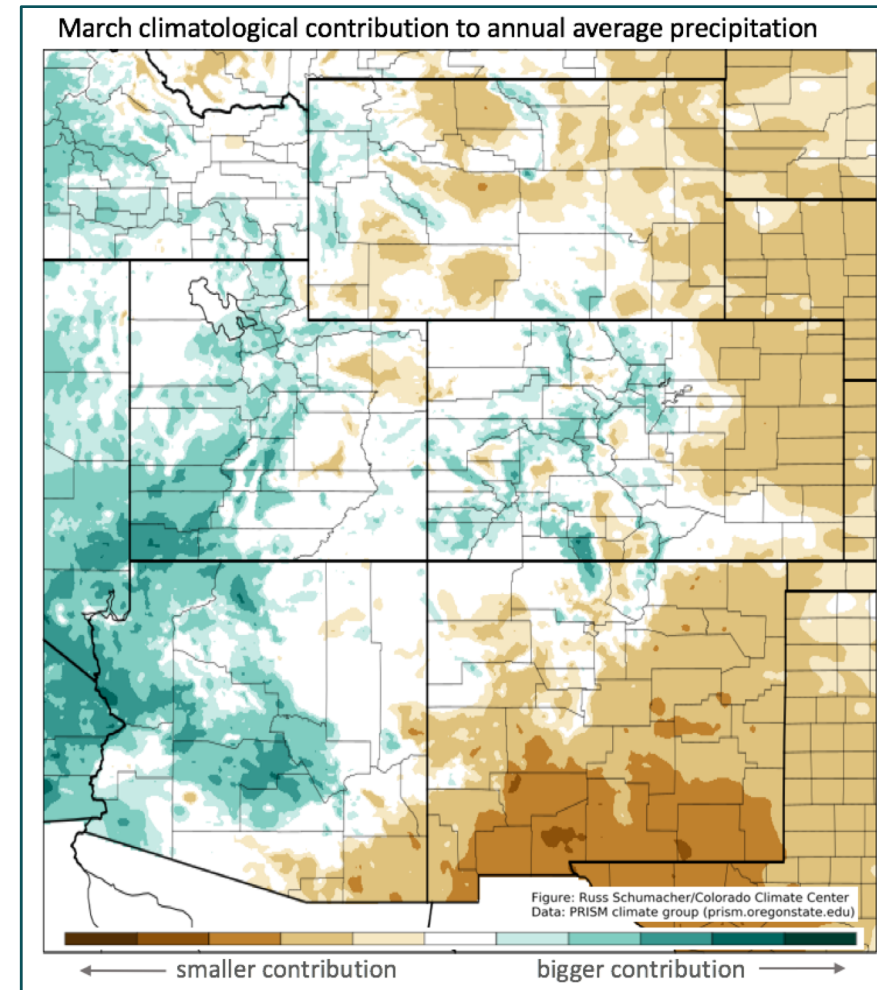 March climatological contribution to annual average precipitation
Figure: Russ Schumacher/Colorado Climate Center
Data: PRISM climate group (prism.oregonstate.edu)
smaller contribution
bigger contribution